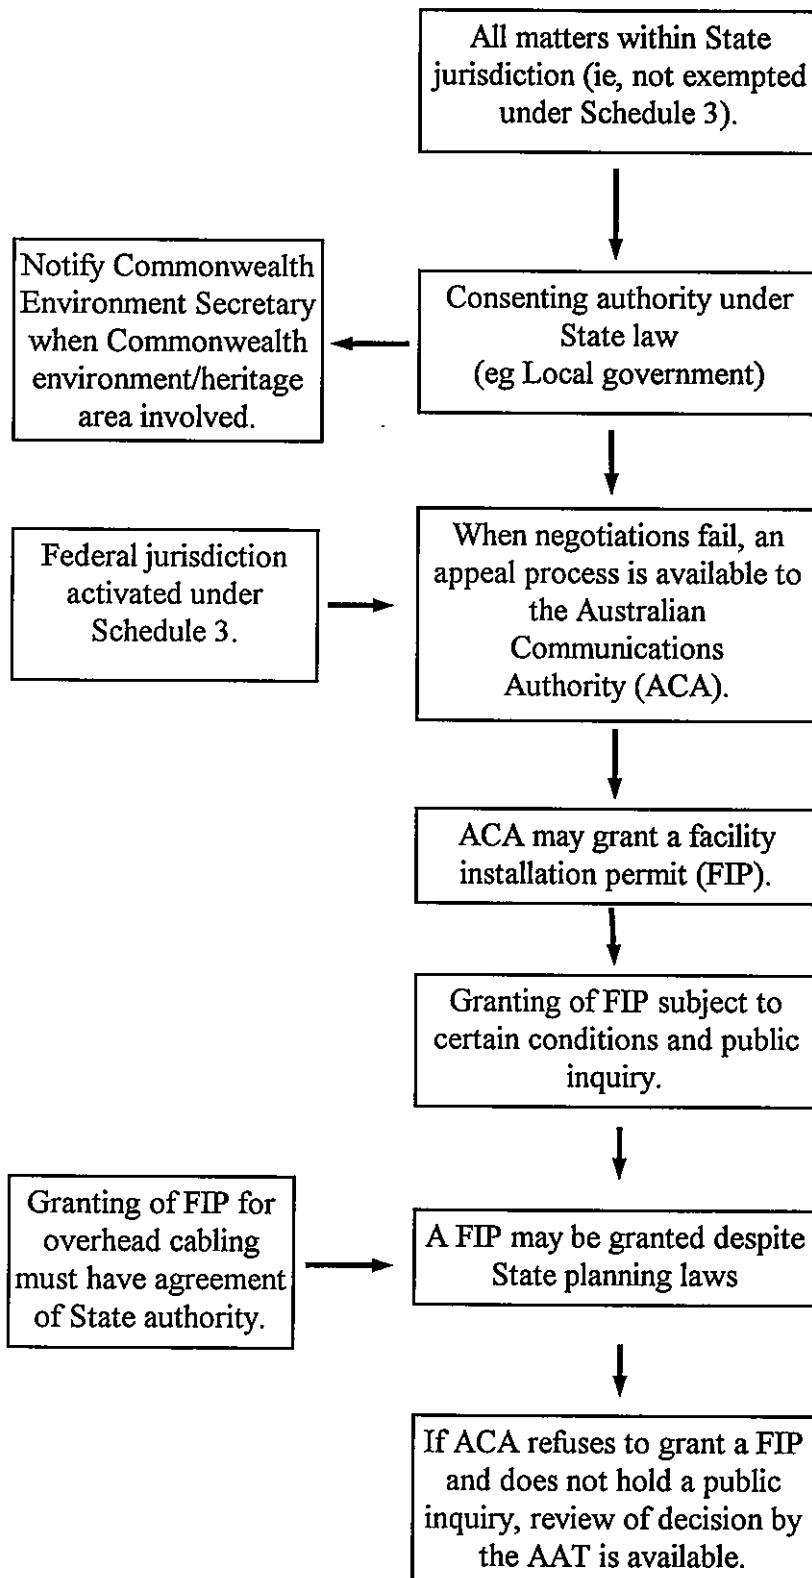 All matters within State
jurisdiction (ie, not exempted
under Schedule 3).
Notify Commonwealth
Environment Secretary
when Commonwealth
environment/heritage
area involved.
Consenting authority under
State law
(eg Local government)
Federal jurisdiction
activated under
Schedule 3.
When negotiations fail, an
appeal process is available to
the Australian
Communications
Authority (ACA).
ACA may grant a facility
installation permit (FIP).
Granting of FIP subject to
certain conditions and public
inquiry.
Granting of FIP for
overhead cabling
must have agreement
of State authority.
A FIP may be granted despite
State planning laws
If ACA refuses to grant a FIP
and does not hold a public
inquiry, review of decision by
the AAT is available.